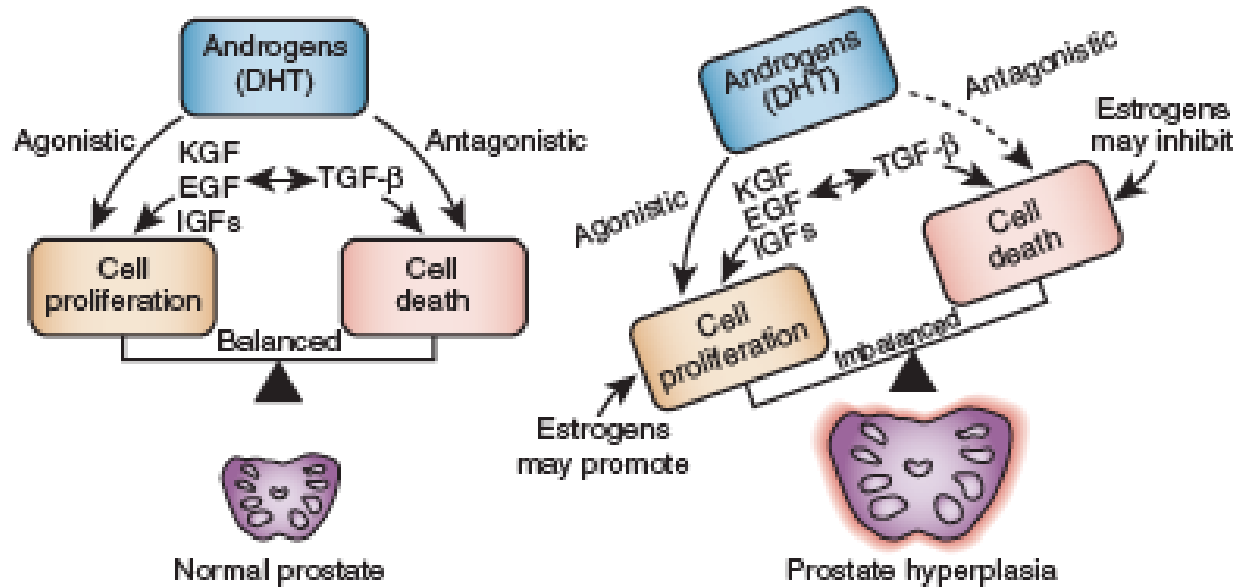 Androgens
(DHT)
Agonistic
Antagonistic
KGF
EGF
IGFs
TGF-β
Cell
proliferation
Cell
death
Balanced
Normal prostate
Androgens
(DHT)
Antagonistic
Estrogens
may inhibit
Agonistic
KGF
EGF
IGFs
TGF-β
Cell
death
Cell
proliferation
Imbalanced
Estrogens
may promote
Prostate hyperplasia